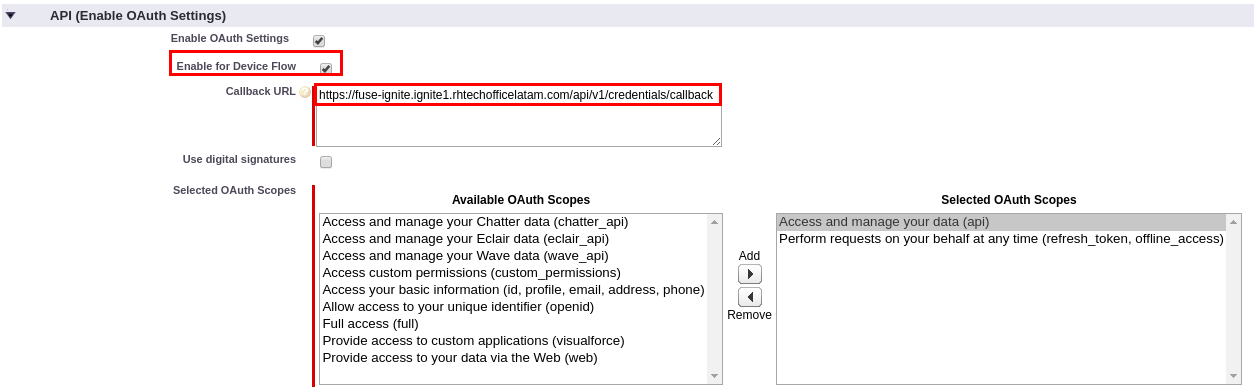 API (Enable OAuth Settings)
Enable OAuth Settings
Enable for Device Flow
Callback URL ?
https://fuse-ignite.ignite1.rhtechofficelatam.com/api/v1/credentials/callback
Use digital signatures
Selected OAuth Scopes
Available OAuth Scopes
Access and manage your Chatter data (chatter_api)
Access and manage your Eclair data (eclair_api)
Access and manage your Wave data (wave_api)
Access custom permissions (custom_permissions)
Access your basic information (id, profile, email, address, phone)
Allow access to your unique identifier (openid)
Full access (full)
Provide access to custom applications (visualforce)
Provide access to your data via the Web (web)
Add
Remove
Selected OAuth Scopes
Access and manage your data (api)
Perform requests on your behalf at any time (refresh_token, offline_access)